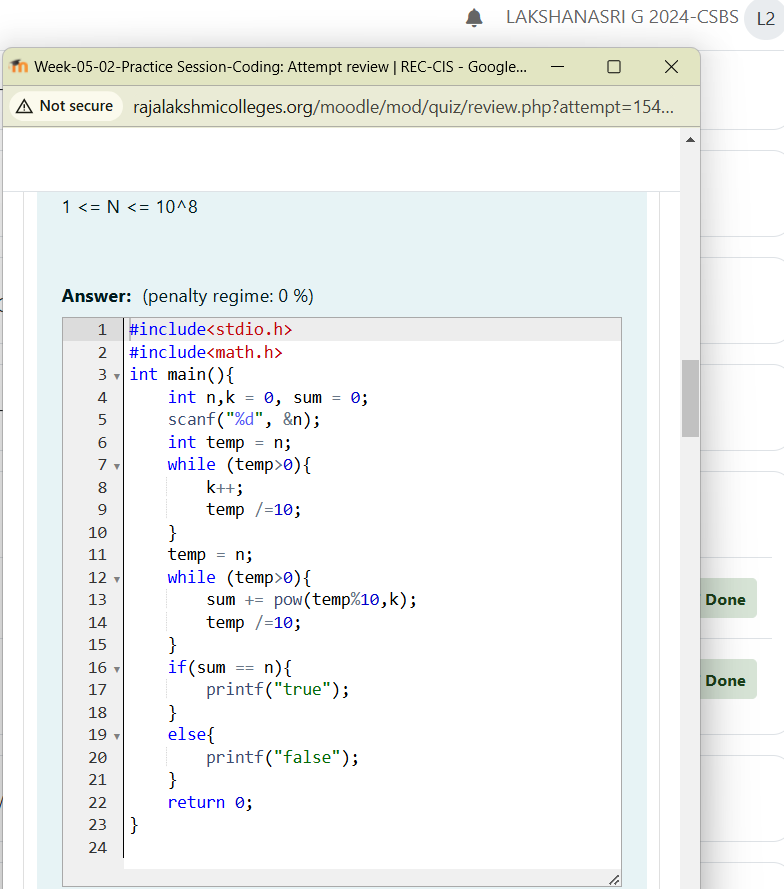 LAKSHANASRI G 2024-CSBS L2
Week-05-02-Practice Session-Coding: Attempt review | REC-CIS - Google...
Not secure rajalakshmicolleges.org/moodle/mod/quiz/review.php?attempt=154...
1 <= N <= 10^8
Answer: (penalty regime: 0 %)
1 #include<stdio.h>
2 #include<math.h>
3 int main(){
4 int n,k = 0, sum = 0;
5 scanf("%d", &n);
6 int temp = n;
7 while (temp>0){
8 k++;
9 temp /=10;
10 }
11 temp = n;
12 while (temp>0){
13 sum += pow(temp%10,k);
14 temp /=10;
15 }
16 if(sum == n){
17 printf("true");
18 }
19 else{
20 printf("false");
21 }
22 return 0;
23 }
24
Done
Done